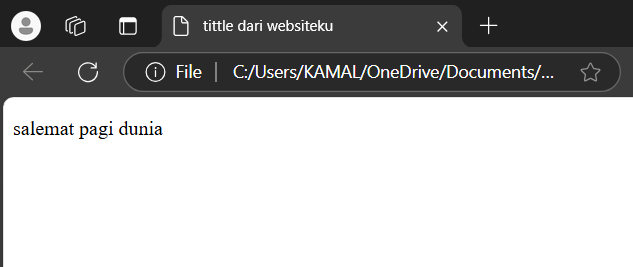 tittle dari websiteku
File
C:/Users/KAMAL/OneDrive/Documents/...
salemat pagi dunia